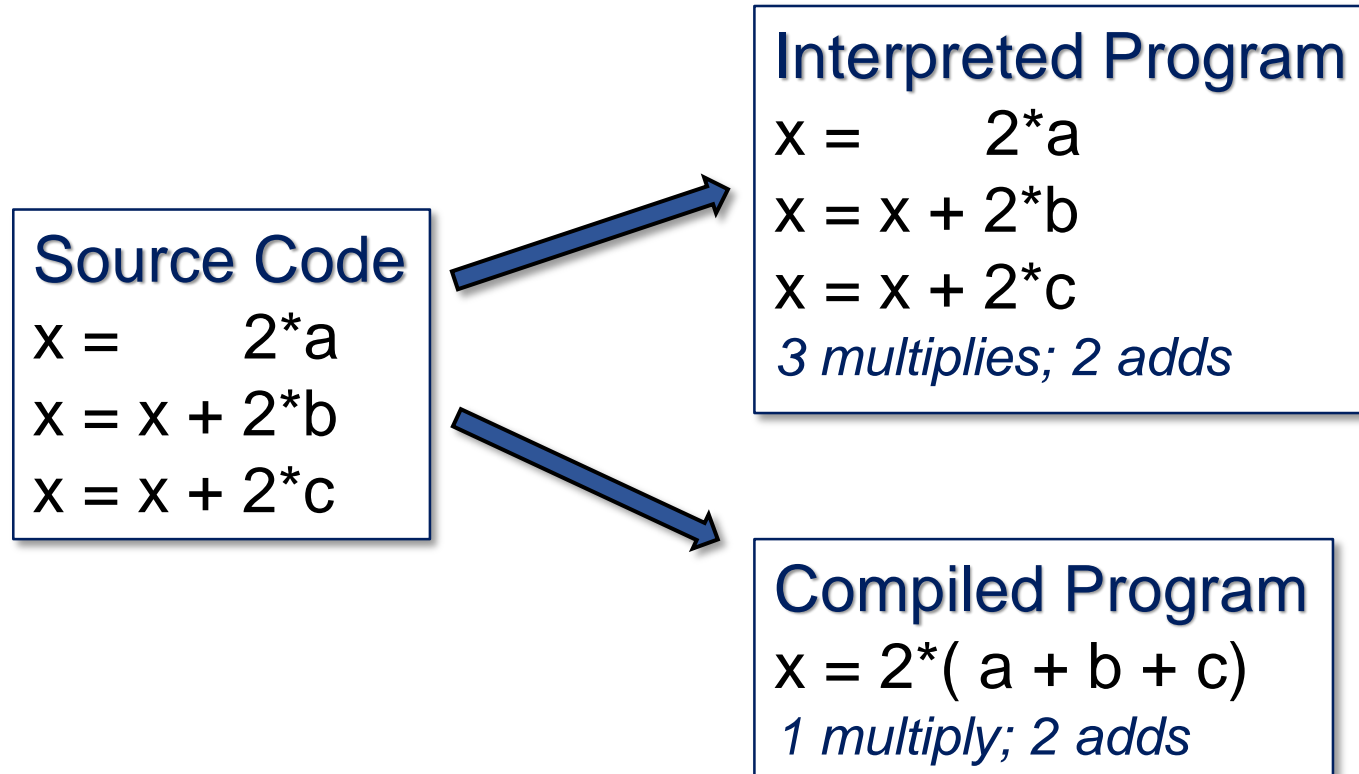 Source Code
x = 2*a
x = x + 2*b
x = x + 2*c
Interpreted Program
x = 2*a
x = x + 2*b
x = x + 2*c
3 multiplies; 2 adds
Compiled Program
x = 2*( a + b + c)
1 multiply; 2 adds